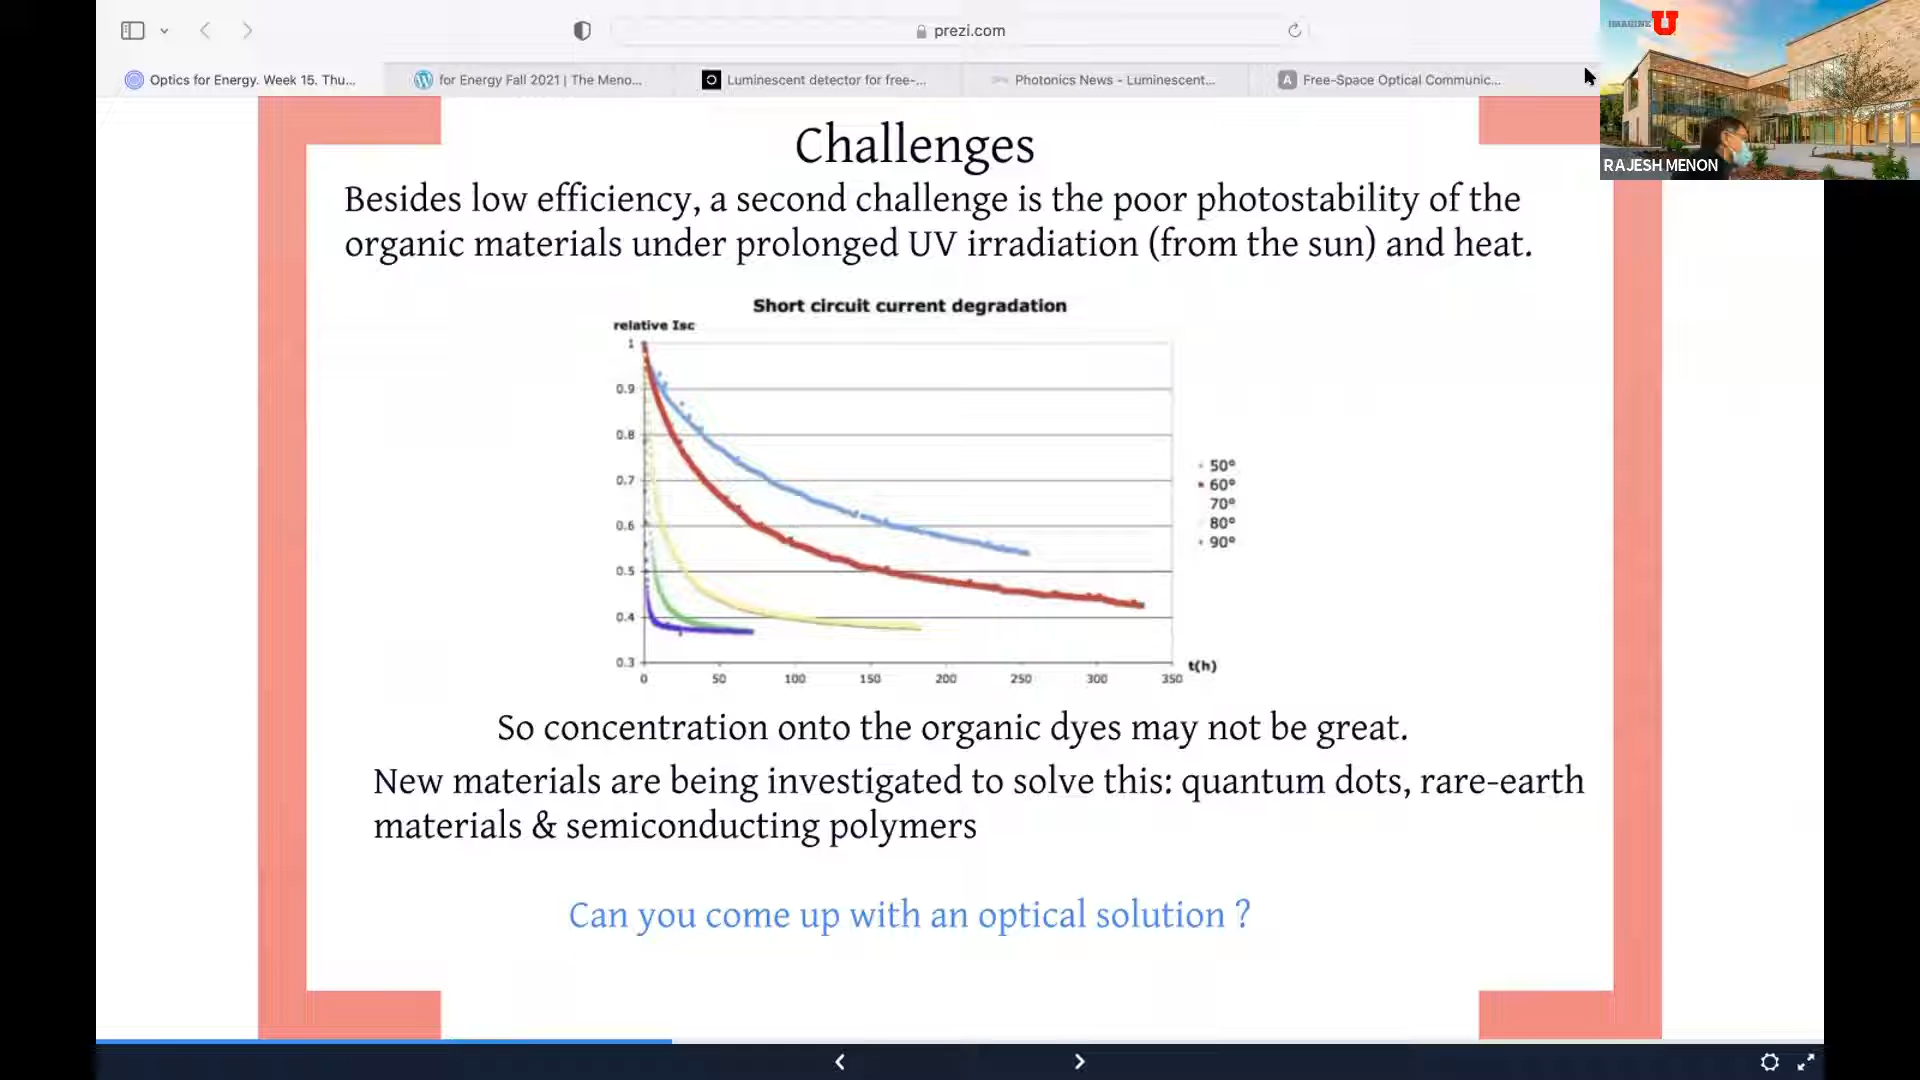 prezi.com
IMAGINE U
Optics for Energy. Week 15. Thu...
for Energy Fall 2021 | The Meno...
Luminescent detector for free-...
Photonics News - Luminescent...
Free-Space Optical Communic...
RAJESH MENON
Challenges
Besides low efficiency, a second challenge is the poor photostability of the
organic materials under prolonged UV irradiation (from the sun) and heat.
Short circuit current degradation
relative Isc
1
0.9
0.8
0.7
0.6
0.5
0.4
0.3
0 50 100 150 200 250 300 350
t(h)
50°
60°
70°
80°
90°
So concentration onto the organic dyes may not be great.
New materials are being investigated to solve this: quantum dots, rare-earth
materials & semiconducting polymers
Can you come up with an optical solution ?